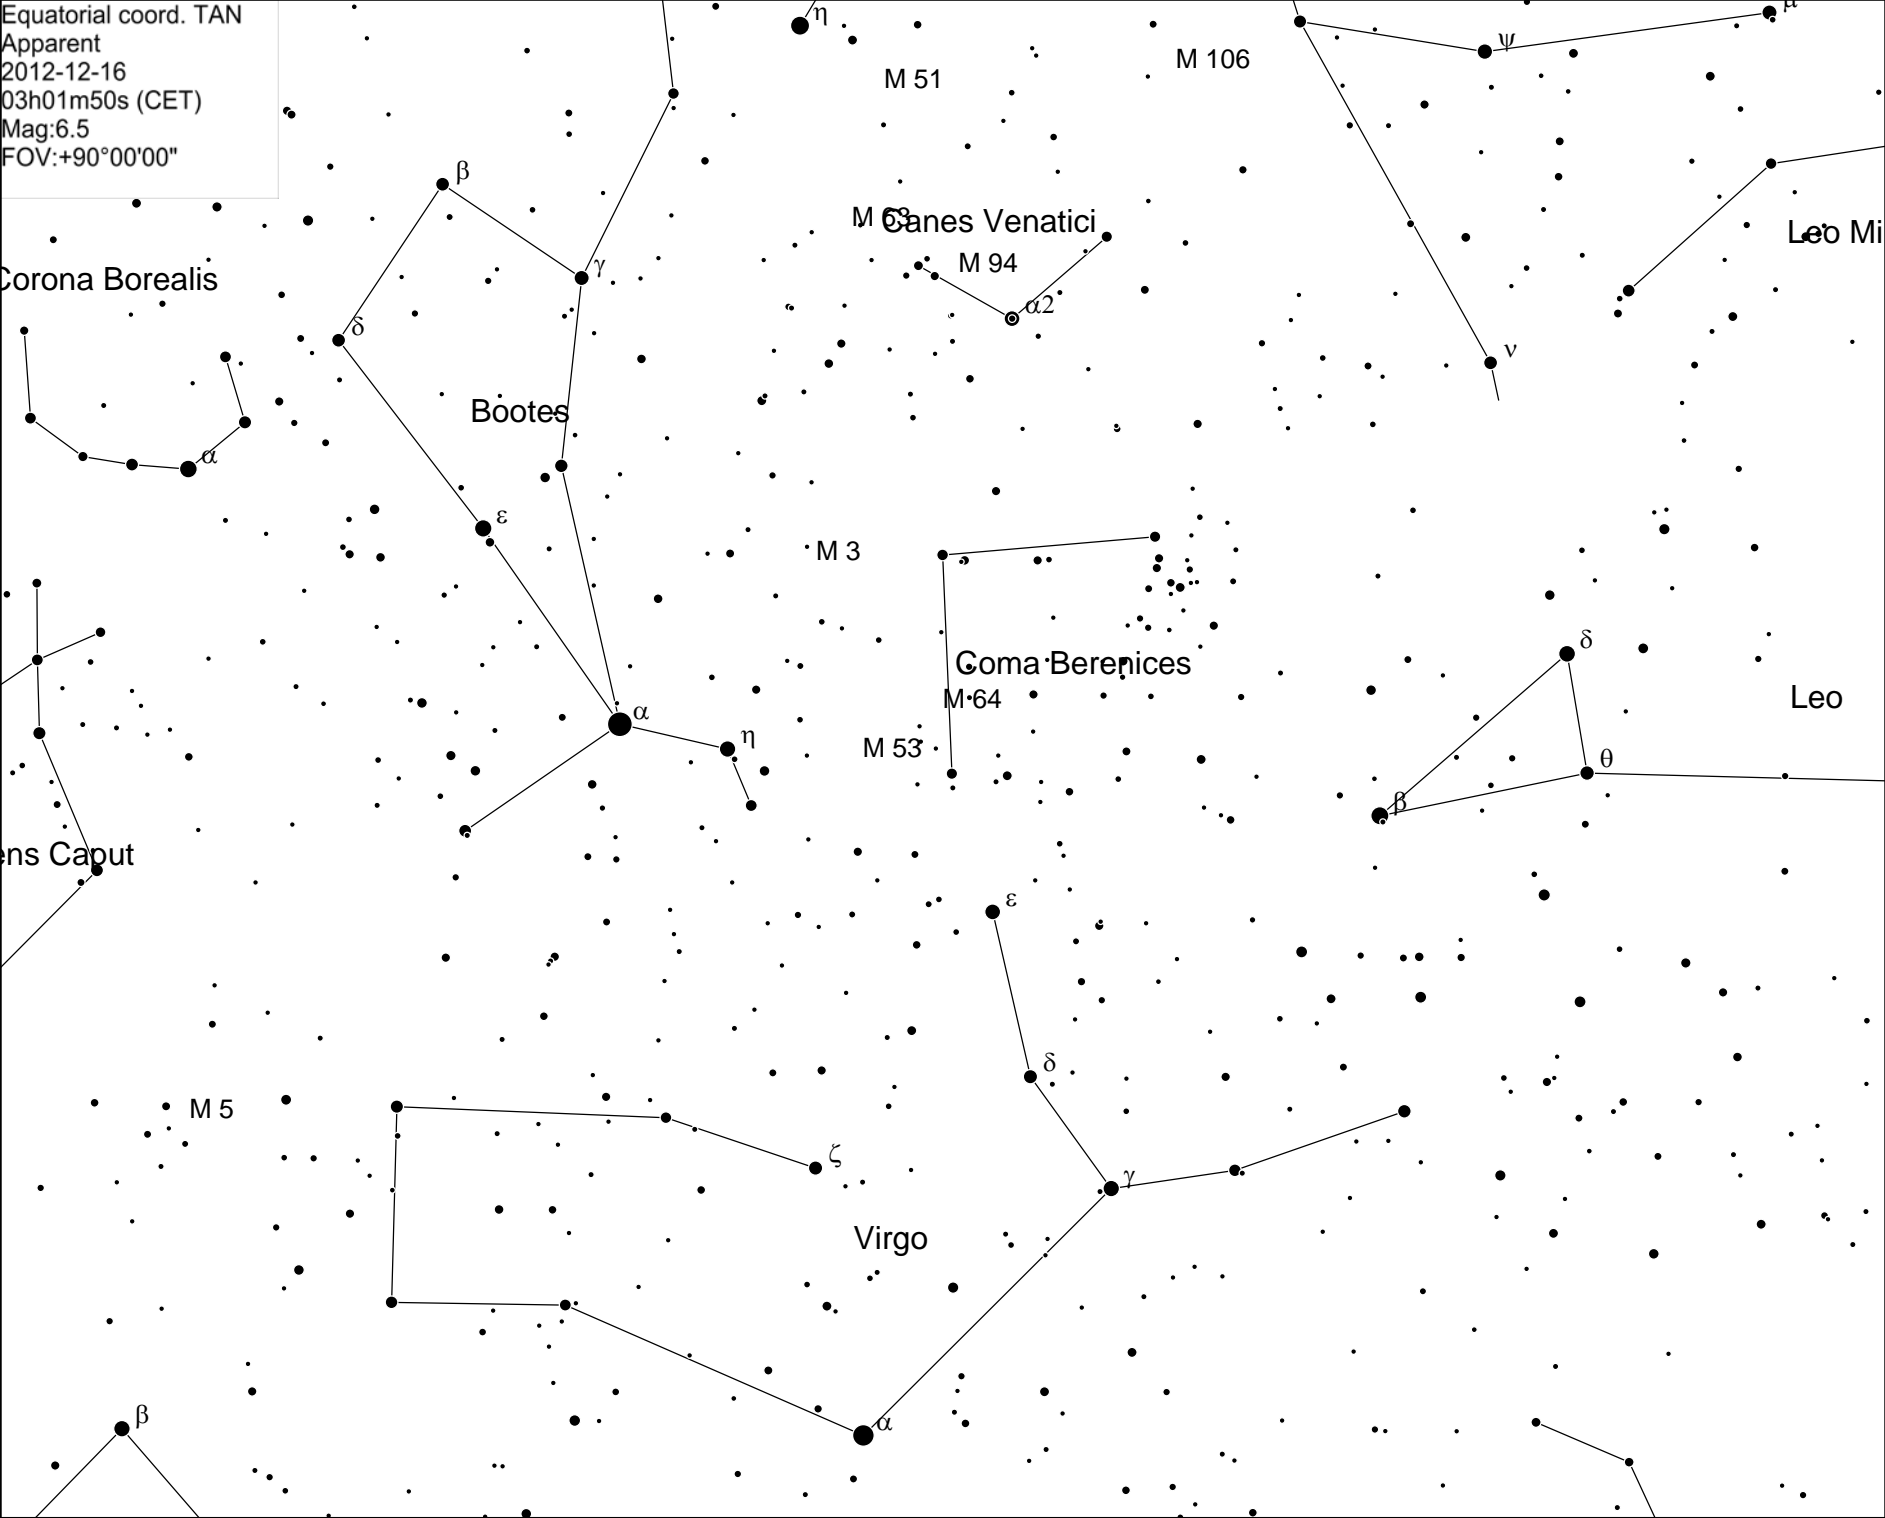 Equatorial coord. TAN
Apparent
2012-12-16
03h01m50s (CET)
Mag:6.5
FOV:+90°00'00"
η
μ
ψ
M 106
M 51
β
M 63
Canes Venatici
Leo Mi
γ
M 94
Corona Borealis
α2
δ
ν
Bootes
α
ε
M 3
δ
Coma Berenices
M 64
Leo
α
η
M 53
θ
β
ens Caput
ε
δ
M 5
ζ
γ
Virgo
β
α